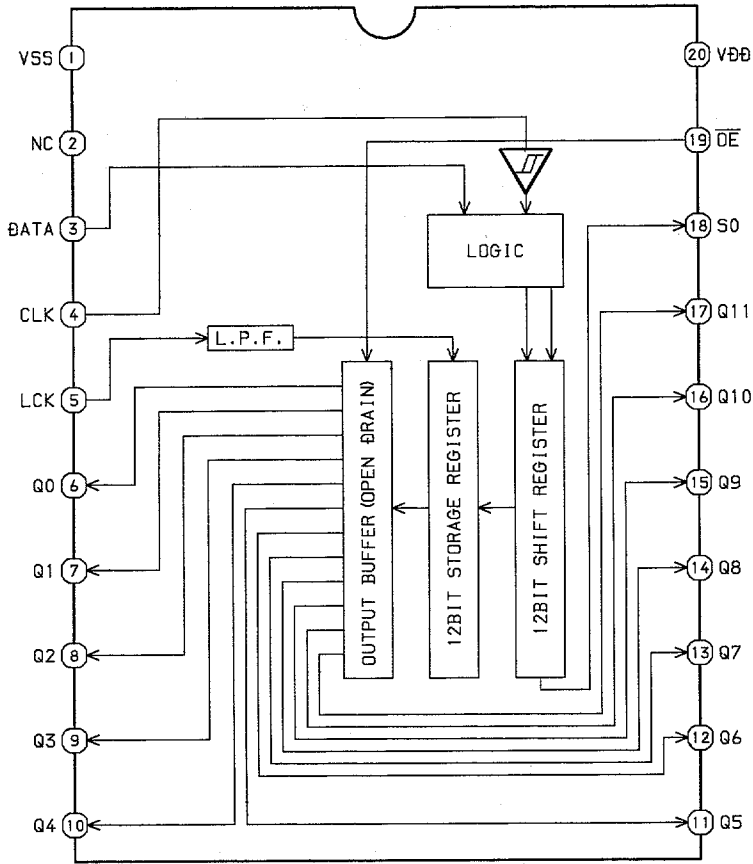 VSS 1
20 VDD
NC 2
19 OE
DATA 3
18 SO
LOGIC
CLK 4
17 Q11
L.P.F.
LCK 5
16 Q10
OUTPUT BUFFER (OPEN DRAIN)
12BIT STORAGE REGISTER
12BIT SHIFT REGISTER
Q0 6
15 Q9
Q1 7
14 Q8
Q2 8
13 Q7
Q3 9
12 Q6
Q4 10
11 Q5